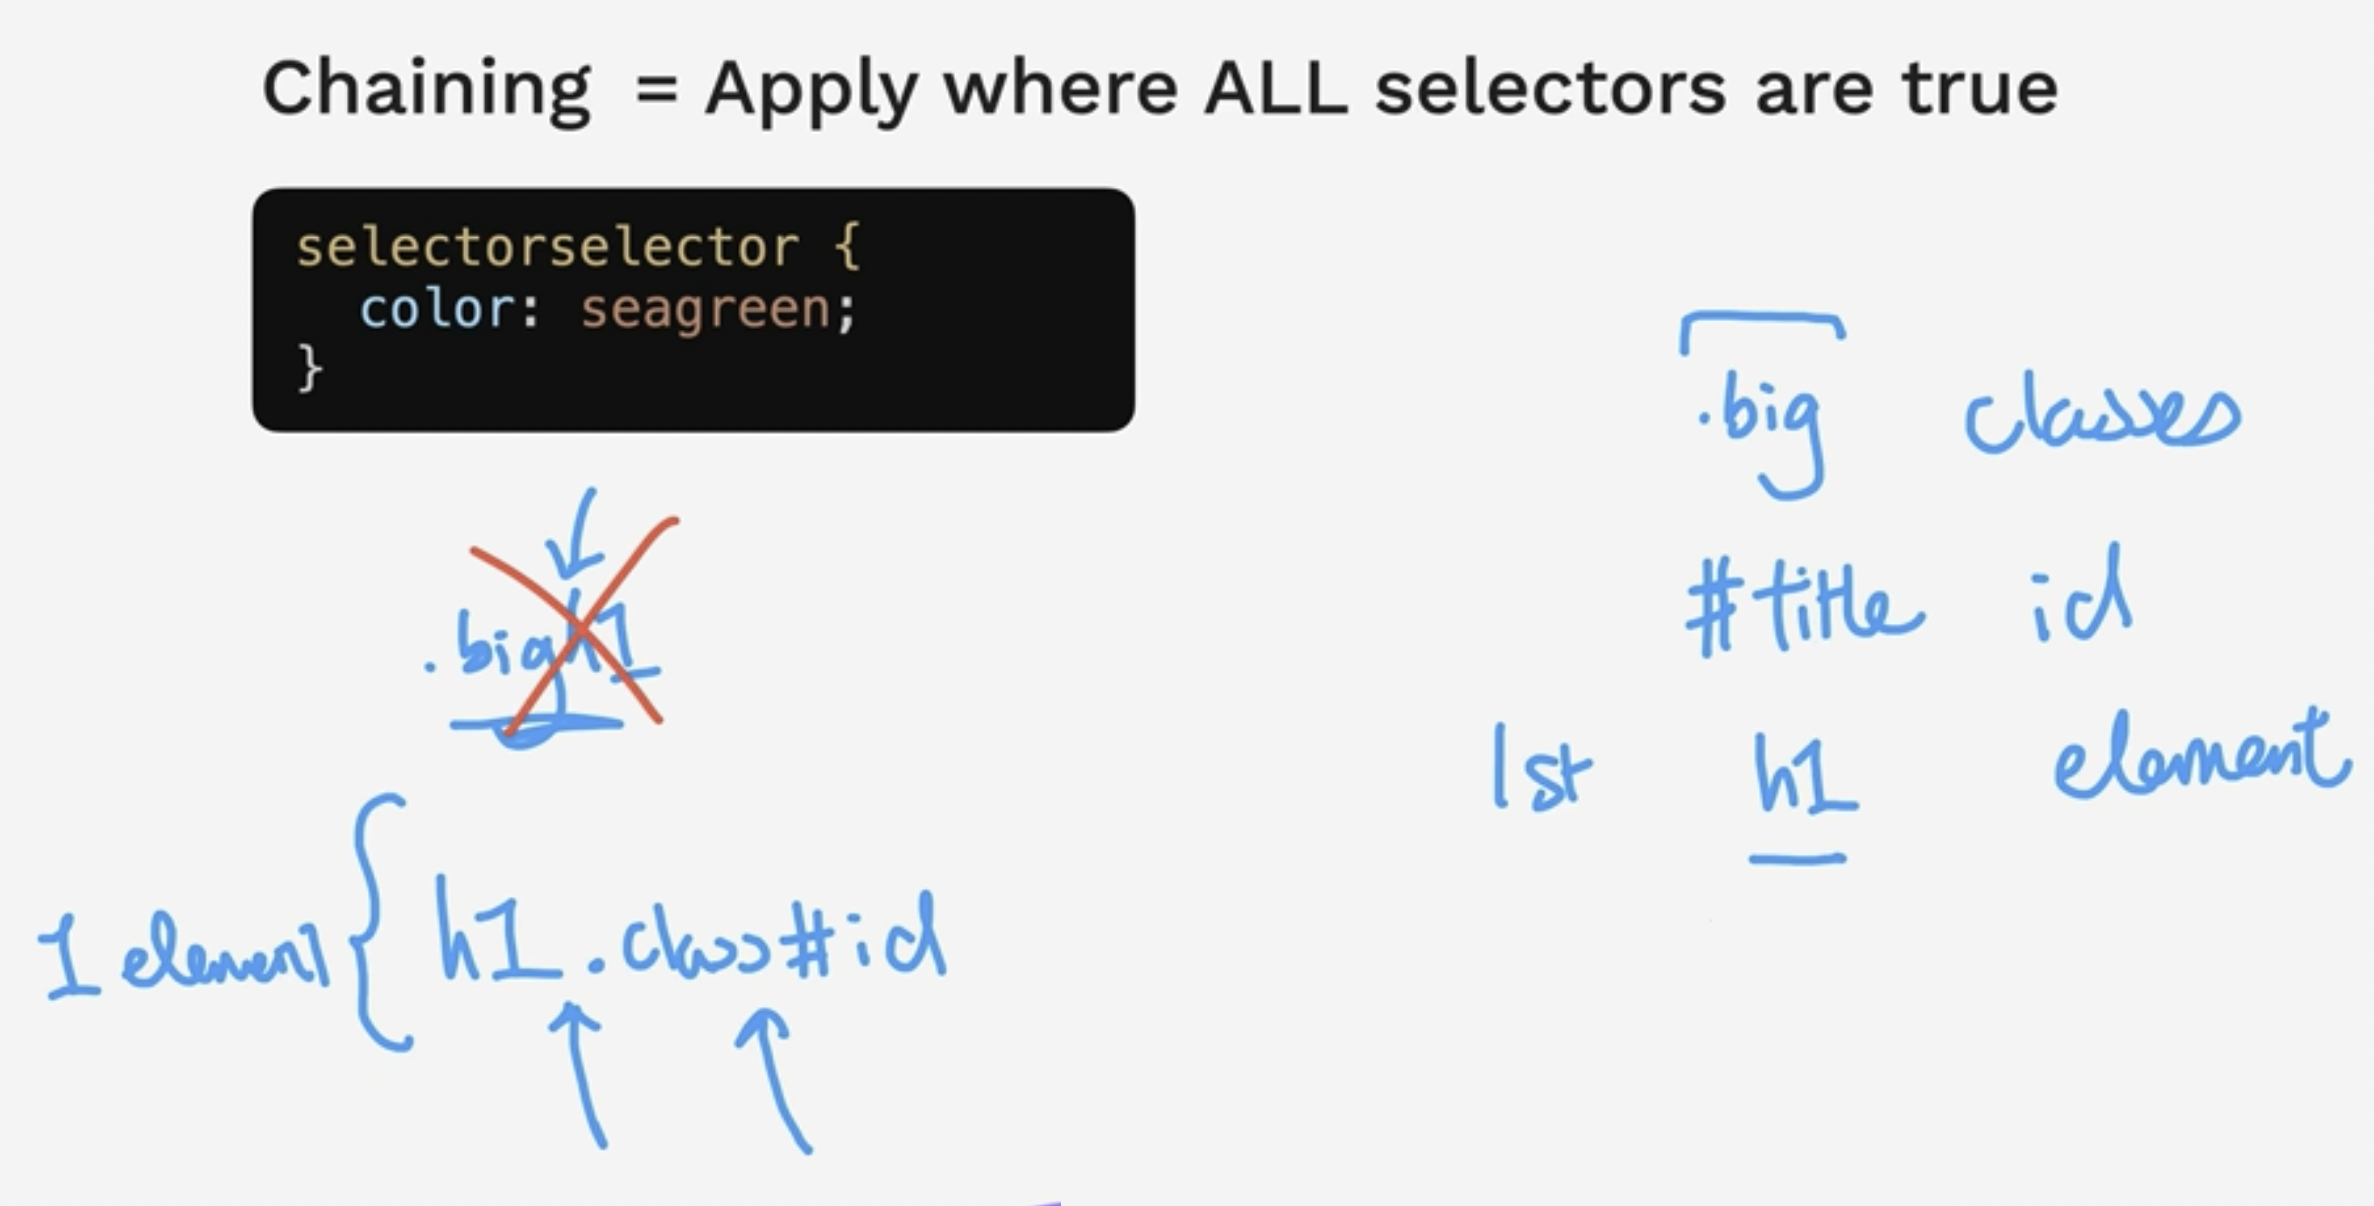 Chaining = Apply where ALL selectors are true
selectorselector {
  color: seagreen;
}
.big classes
#title id
1st h1 element
.bigh1
1 element { h1.class#id